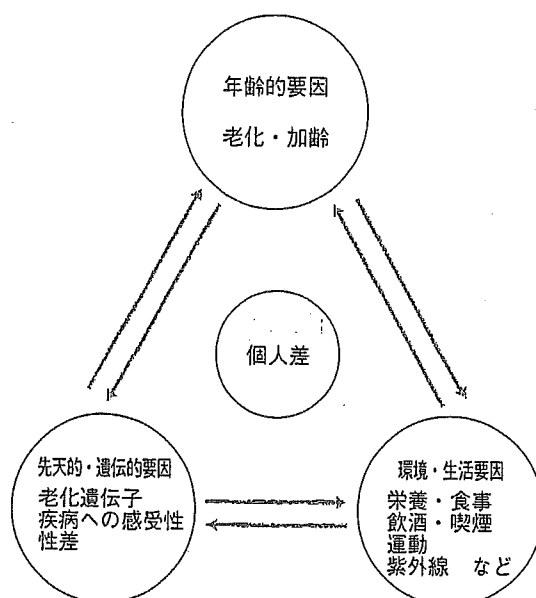 年齢的要因
老化・加齢
個人差
先天的・遺伝的要因
老化遺伝子
疾病への感受性
性差
環境・生活要因
栄養・食事
飲酒・喫煙
運動
紫外線 など